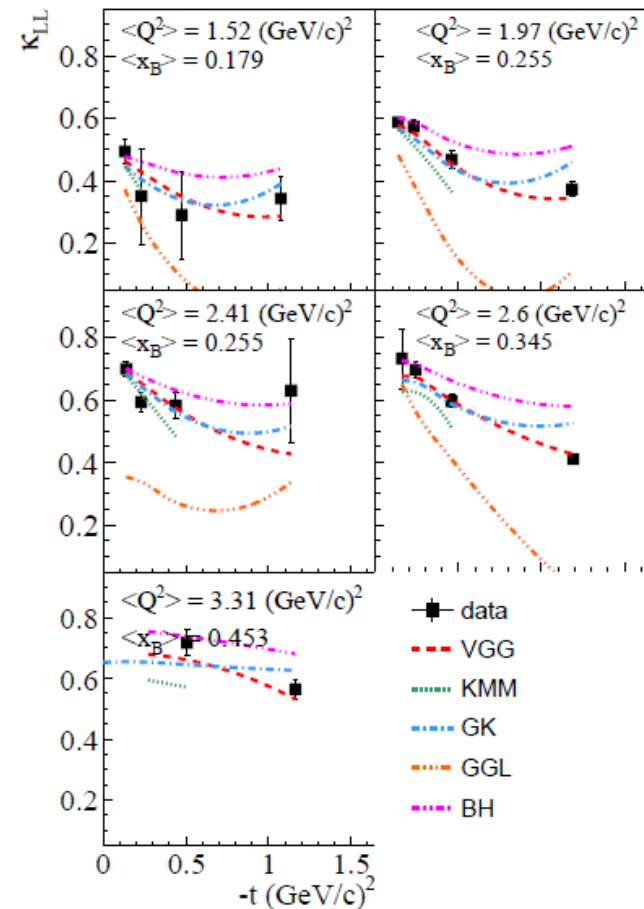 κ_LL
<Q²> = 1.52 (GeV/c)²
<x_B> = 0.179
<Q²> = 1.97 (GeV/c)²
<x_B> = 0.255
0.8
0.6
0.4
0.2
<Q²> = 2.41 (GeV/c)²
<x_B> = 0.255
<Q²> = 2.6 (GeV/c)²
<x_B> = 0.345
0.8
0.6
0.4
0.2
<Q²> = 3.31 (GeV/c)²
<x_B> = 0.453
0.8
0.6
0.4
0.2
data
VGG
KMM
GK
GGL
BH
0 0.5 1 1.5
-t (GeV/c)²